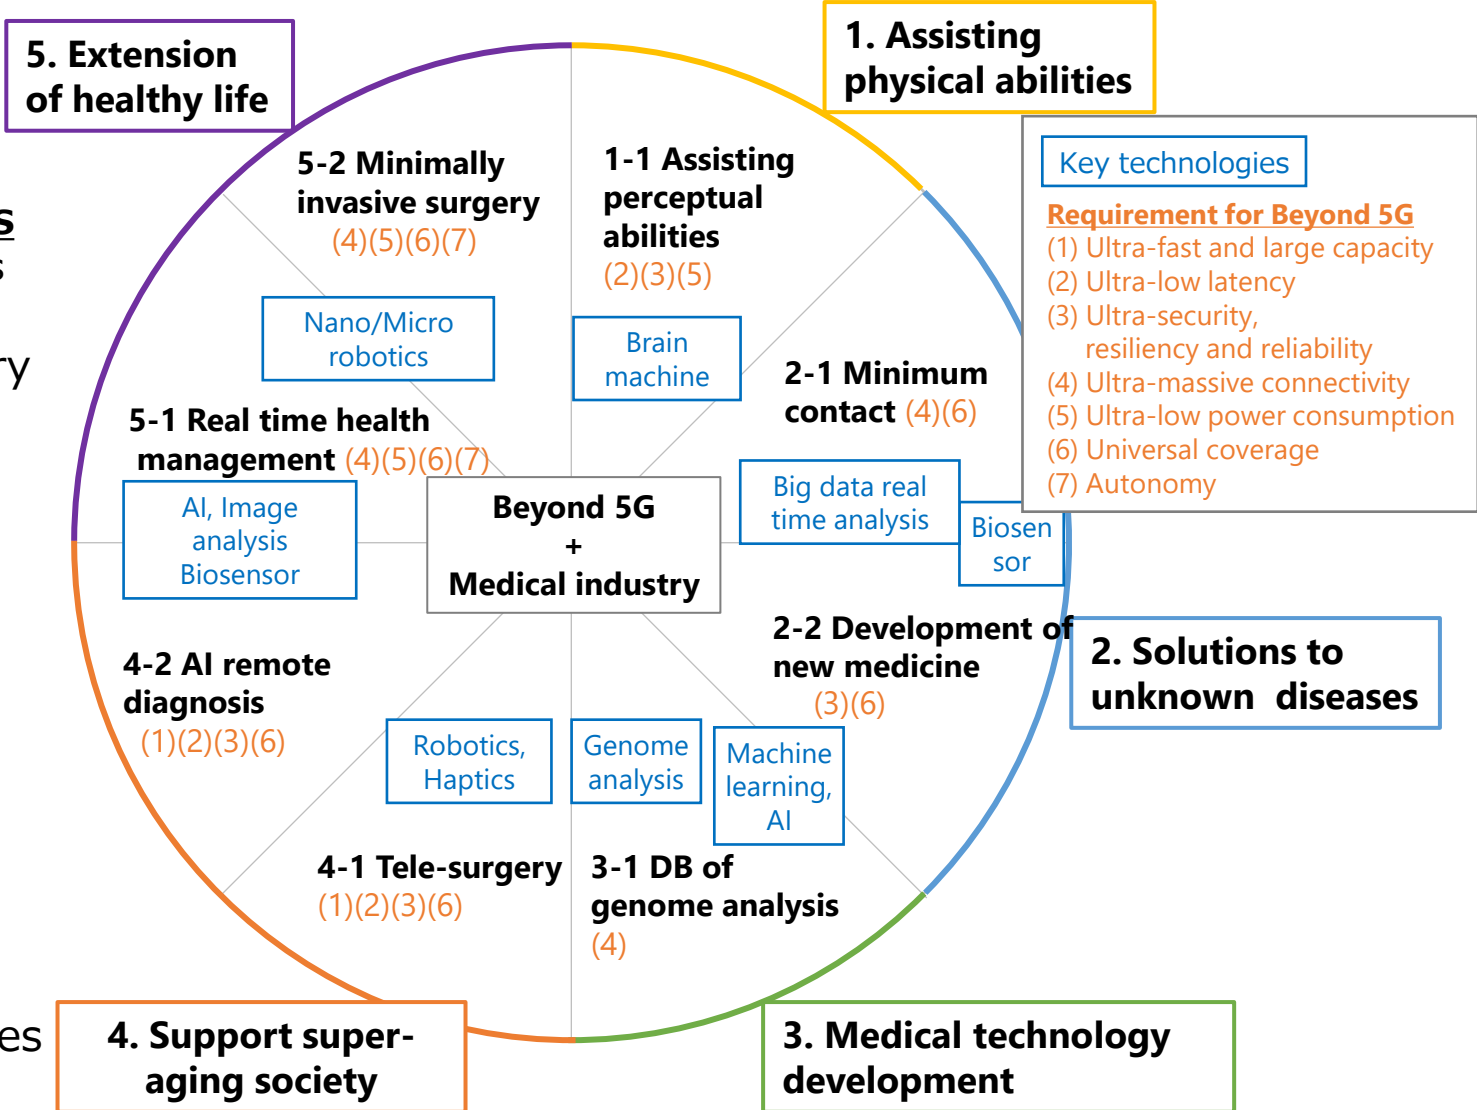 5. Extension
of healthy life
1. Assisting
physical abilities
Key technologies
Requirement for Beyond 5G
(1) Ultra-fast and large capacity
(2) Ultra-low latency
(3) Ultra-security,
resiliency and reliability
(4) Ultra-massive connectivity
(5) Ultra-low power consumption
(6) Universal coverage
(7) Autonomy
s
s
ry
5-2 Minimally
invasive surgery
(4)(5)(6)(7)
Nano/Micro
robotics
1-1 Assisting
perceptual
abilities
(2)(3)(5)
Brain
machine
2-1 Minimum
contact (4)(6)
Big data real
time analysis
Biosen
sor
5-1 Real time health
management (4)(5)(6)(7)
AI, Image
analysis
Biosensor
Beyond 5G
+
Medical industry
2-2 Development of
new medicine
(3)(6)
2. Solutions to
unknown diseases
4-2 AI remote
diagnosis
(1)(2)(3)(6)
Robotics,
Haptics
Genome
analysis
Machine
learning,
AI
4-1 Tele-surgery
(1)(2)(3)(6)
3-1 DB of
genome analysis
(4)
es
4. Support super-
aging society
3. Medical technology
development